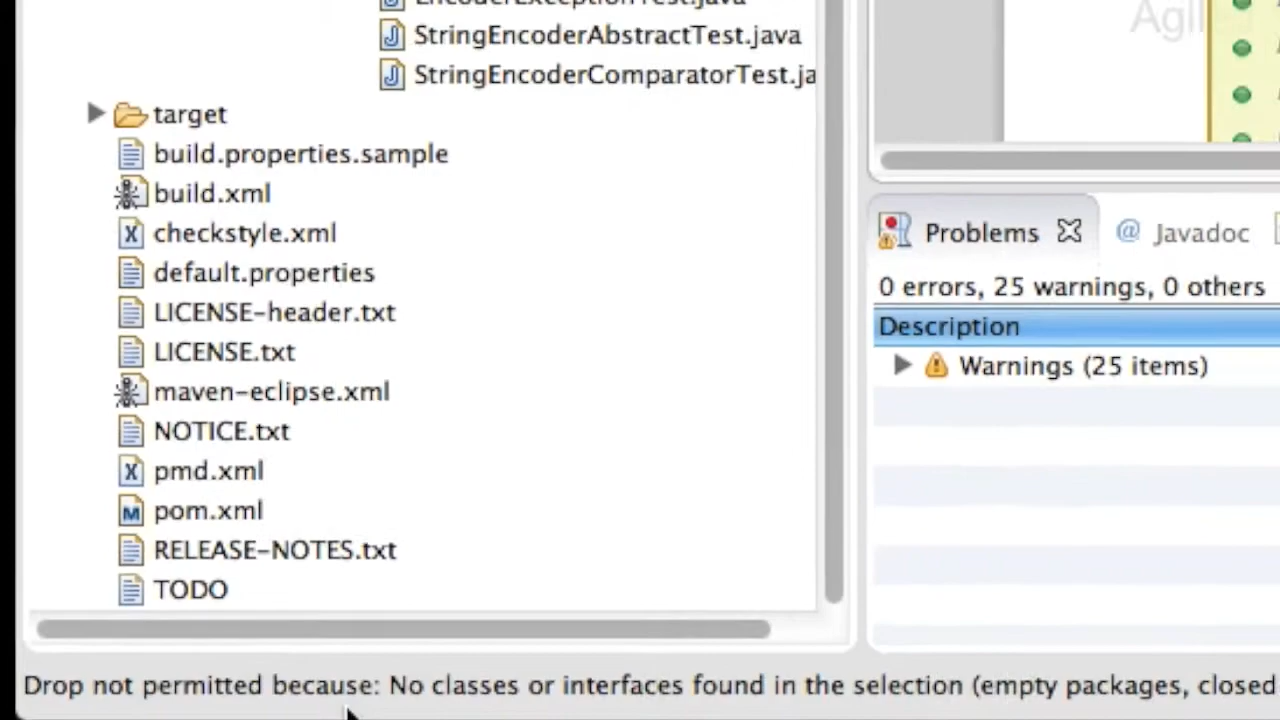 EncoderExceptionTest.java
StringEncoderAbstractTest.java
StringEncoderComparatorTest.ja
target
build.properties.sample
build.xml
checkstyle.xml
default.properties
LICENSE-header.txt
LICENSE.txt
maven-eclipse.xml
NOTICE.txt
pmd.xml
pom.xml
RELEASE-NOTES.txt
TODO
Agil
Problems
@ Javadoc
0 errors, 25 warnings, 0 others
Description
Warnings (25 items)
Drop not permitted because: No classes or interfaces found in the selection (empty packages, closed